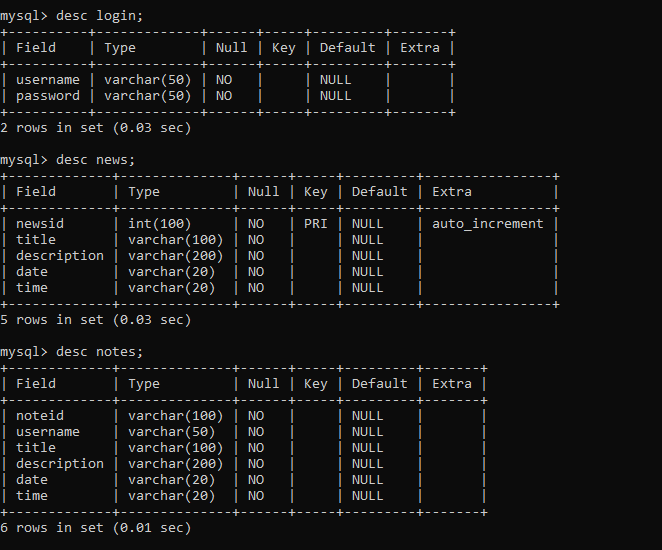 mysql> desc login;
+----------+-------------+------+-----+---------+-------+
| Field    | Type        | Null | Key | Default | Extra |
+----------+-------------+------+-----+---------+-------+
| username | varchar(50) | NO   |     | NULL    |       |
| password | varchar(50) | NO   |     | NULL    |       |
+----------+-------------+------+-----+---------+-------+
2 rows in set (0.03 sec)
mysql> desc news;
+-------------+--------------+------+-----+---------+----------------+
| Field       | Type         | Null | Key | Default | Extra          |
+-------------+--------------+------+-----+---------+----------------+
| newsid      | int(100)     | NO   | PRI | NULL    | auto_increment |
| title       | varchar(100) | NO   |     | NULL    |                |
| description | varchar(200) | NO   |     | NULL    |                |
| date        | varchar(20)  | NO   |     | NULL    |                |
| time        | varchar(20)  | NO   |     | NULL    |                |
+-------------+--------------+------+-----+---------+----------------+
5 rows in set (0.03 sec)
mysql> desc notes;
+-------------+--------------+------+-----+---------+-------+
| Field       | Type         | Null | Key | Default | Extra |
+-------------+--------------+------+-----+---------+-------+
| noteid      | varchar(100) | NO   |     | NULL    |       |
| username    | varchar(50)  | NO   |     | NULL    |       |
| title       | varchar(100) | NO   |     | NULL    |       |
| description | varchar(200) | NO   |     | NULL    |       |
| date        | varchar(20)  | NO   |     | NULL    |       |
| time        | varchar(20)  | NO   |     | NULL    |       |
+-------------+--------------+------+-----+---------+-------+
6 rows in set (0.01 sec)